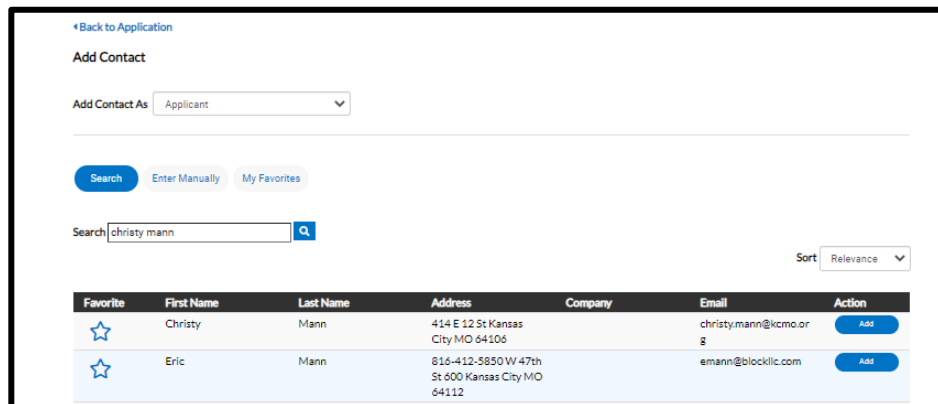 Back to Application
Add Contact
Add Contact As Applicant
Search Enter Manually My Favorites
Search christy mann
Sort Relevance
Favorite First Name Last Name Address Company Email Action
Christy Mann 414 E 12 St Kansas christy.mann@kcmo.or Add
City MO 64106 g
Eric Mann 816-412-5850 W 47th emann@blockllc.com Add
St 600 Kansas City MO
64112